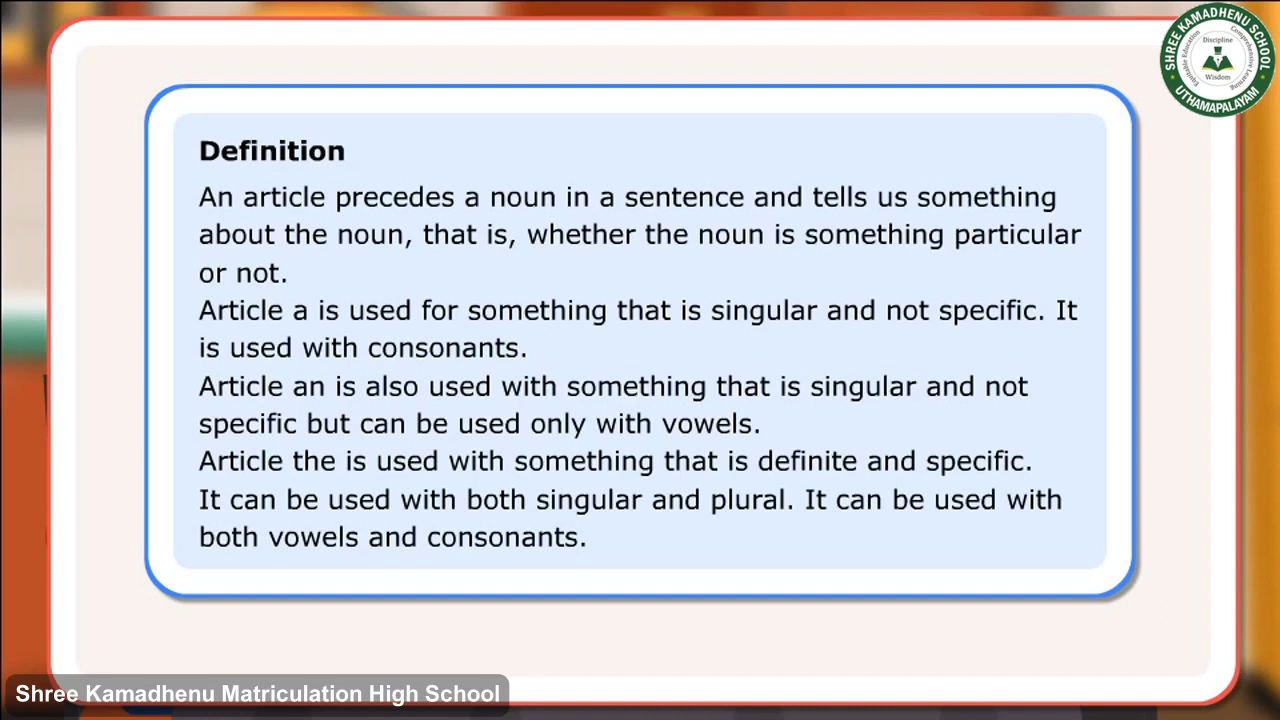 Definition
An article precedes a noun in a sentence and tells us something
about the noun, that is, whether the noun is something particular
or not.
Article a is used for something that is singular and not specific. It
is used with consonants.
Article an is also used with something that is singular and not
specific but can be used only with vowels.
Article the is used with something that is definite and specific.
It can be used with both singular and plural. It can be used with
both vowels and consonants.
SHREE KAMADHENU SCHOOL
UTHAMAPALAYAM
Equitable Education
Comprehensive Learning
Discipline
Wisdom
Shree Kamadhenu Matriculation High School